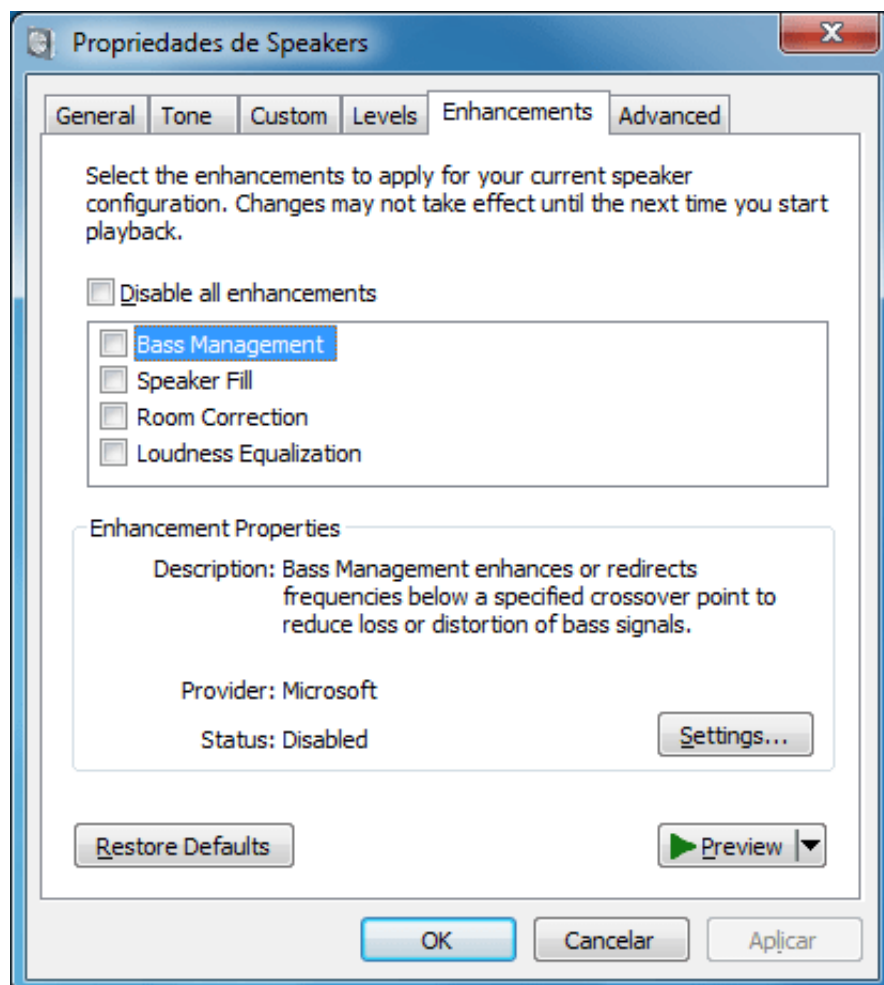 Propriedades de Speakers
General Tone Custom Levels Enhancements Advanced
Select the enhancements to apply for your current speaker
configuration. Changes may not take effect until the next time you start
playback.
Disable all enhancements
Bass Management
Speaker Fill
Room Correction
Loudness Equalization
Enhancement Properties
Description: Bass Management enhances or redirects
frequencies below a specified crossover point to
reduce loss or distortion of bass signals.
Provider: Microsoft
Status: Disabled
Settings...
Restore Defaults
Preview
OK
Cancelar
Aplicar